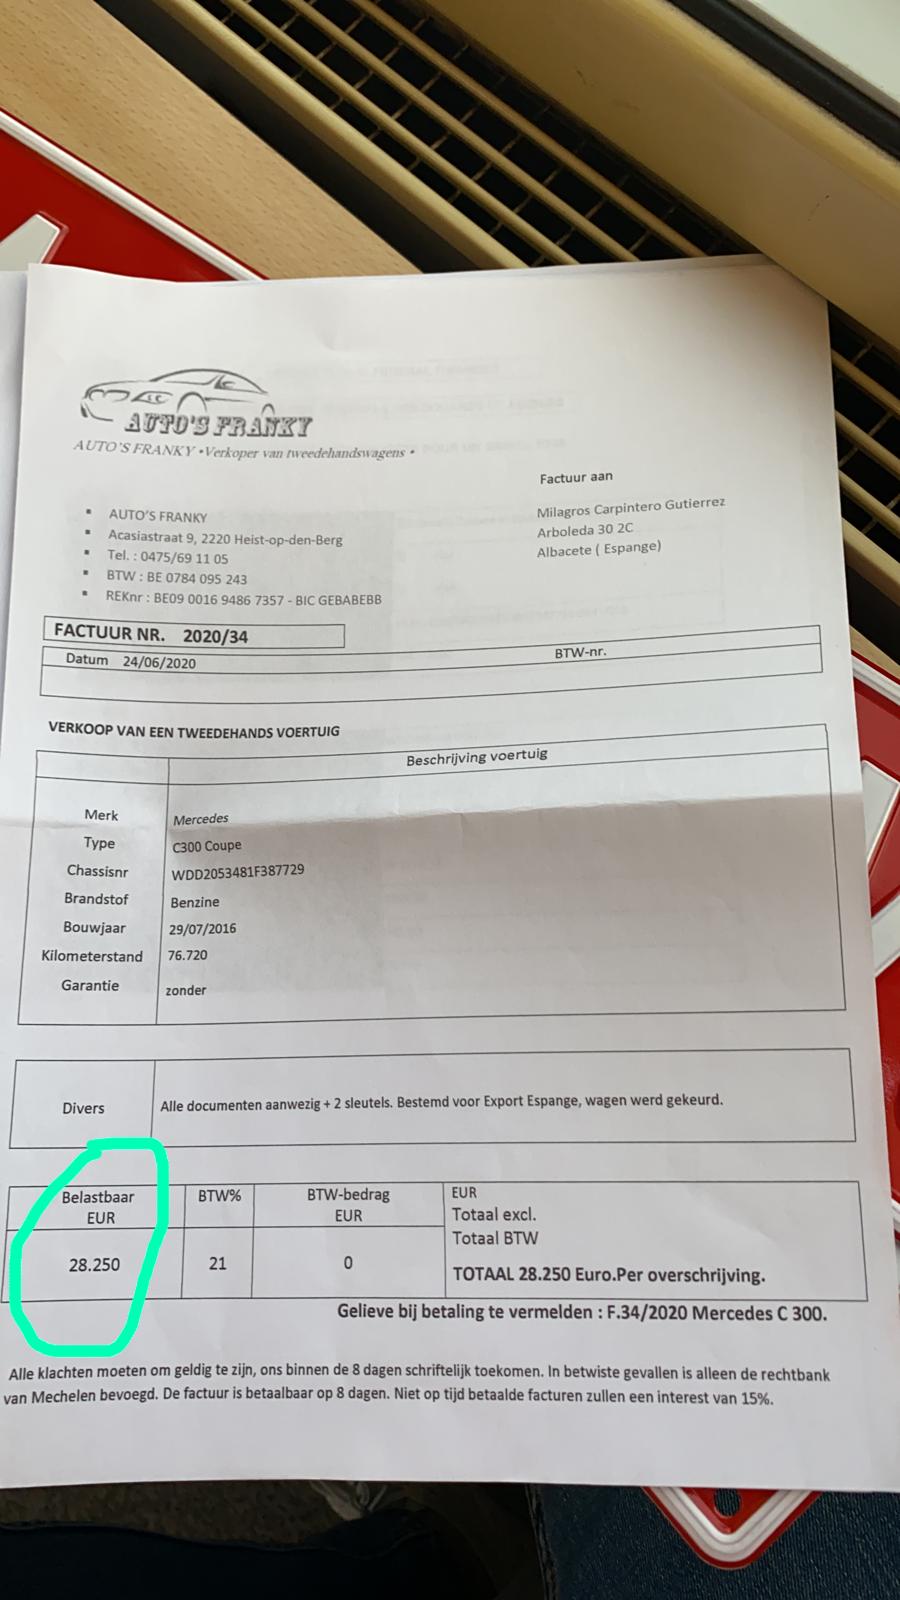 AUTO'S FRANKY
AUTO'S FRANKY •Verkoper van tweedehandswagens •
Factuur aan
Milagros Carpintero Gutierrez
Arboleda 30 2C
Albacete ( Espange)
▪ AUTO'S FRANKY
▪ Acasiastraat 9, 2220 Heist-op-den-Berg
▪ Tel. : 0475/69 11 05
▪ BTW : BE 0784 095 243
▪ REKnr : BE09 0016 9486 7357 - BIC GEBABEBB
FACTUUR NR. 2020/34
Datum 24/06/2020 BTW-nr.
VERKOOP VAN EEN TWEEDEHANDS VOERTUIG
Beschrijving voertuig
Merk Mercedes
Type C300 Coupe
Chassisnr WDD2053481F387729
Brandstof Benzine
Bouwjaar 29/07/2016
Kilometerstand 76.720
Garantie zonder
Divers Alle documenten aanwezig + 2 sleutels. Bestemd voor Export Espange, wagen werd gekeurd.
Belastbaar EUR BTW% BTW-bedrag EUR EUR
Totaal excl.
Totaal BTW
28.250 21 0 TOTAAL 28.250 Euro.Per overschrijving.
Gelieve bij betaling te vermelden : F.34/2020 Mercedes C 300.
Alle klachten moeten om geldig te zijn, ons binnen de 8 dagen schriftelijk toekomen. In betwiste gevallen is alleen de rechtbank
van Mechelen bevoegd. De factuur is betaalbaar op 8 dagen. Niet op tijd betaalde facturen zullen een interest van 15%.